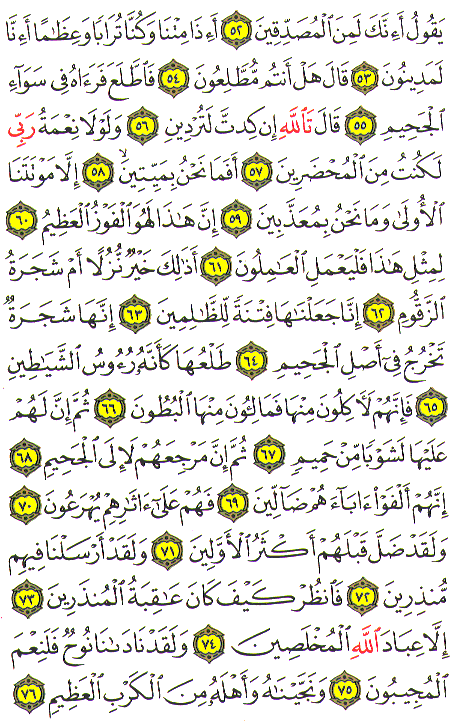 يَقُولُ أَءِنَّكَ لَمِنَ ٱلْمُصَدِّقِينَ ٥٢ أَءِذَا مِتْنَا وَكُنَّا تُرَابًا وَعِظَٰمًا أَءِنَّا
لَمَدِينُونَ ٥٣ قَالَ هَلْ أَنتُم مُّطَّلِعُونَ ٥٤ فَٱطَّلَعَ فَرَءَاهُ فِى سَوَآءِ
ٱلْجَحِيمِ ٥٥ قَالَ تَٱللَّهِ إِن كِدتَّ لَتُرْدِينِ ٥٦ وَلَوْلَا نِعْمَةُ رَبِّى
لَكُنتُ مِنَ ٱلْمُحْضَرِينَ ٥٧ أَفَمَا نَحْنُ بِمَيِّتِينَ ۙ ٥٨ إِلَّا مَوْتَتَنَا
ٱلْأُولَىٰ وَمَا نَحْنُ بِمُعَذَّبِينَ ٥٩ إِنَّ هَٰذَا لَهُوَ ٱلْفَوْزُ ٱلْعَظِيمُ ٦٠
لِمِثْلِ هَٰذَا فَلْيَعْمَلِ ٱلْعَٰمِلُونَ ٦١ أَذَٰلِكَ خَيْرٌ نُّزُلًا أَمْ شَجَرَةُ
ٱلزَّقُّومِ ٦٢ إِنَّا جَعَلْنَٰهَا فِتْنَةً لِّلظَّٰلِمِينَ ٦٣ إِنَّهَا شَجَرَةٌ
تَخْرُجُ فِىٓ أَصْلِ ٱلْجَحِيمِ ٦٤ طَلْعُهَا كَأَنَّهُۥ رُءُوسُ ٱلشَّيَٰطِينِ
٦٥ فَإِنَّهُمْ لَءَاكِلُونَ مِنْهَا فَمَالِـُٔونَ مِنْهَا ٱلْبُطُونَ ٦٦ ثُمَّ إِنَّ لَهُمْ
عَلَيْهَا لَشَوْبًا مِّنْ حَمِيمٍ ٦٧ ثُمَّ إِنَّ مَرْجِعَهُمْ لَإِلَى ٱلْجَحِيمِ ٦٨
إِنَّهُمْ أَلْفَوْا۟ ءَابَآءَهُمْ ضَآلِّينَ ٦٩ فَهُمْ عَلَىٰٓ ءَاثَٰرِهِمْ يُهْرَعُونَ ٧٠
وَلَقَدْ ضَلَّ قَبْلَهُمْ أَكْثَرُ ٱلْأَوَّلِينَ ٧١ وَلَقَدْ أَرْسَلْنَا فِيهِم
مُّنذِرِينَ ٧٢ فَٱنظُرْ كَيْفَ كَانَ عَٰقِبَةُ ٱلْمُنذَرِينَ ٧٣
إِلَّا عِبَادَ ٱللَّهِ ٱلْمُخْلَصِينَ ٧٤ وَلَقَدْ نَادَىٰنَا نُوحٌ فَلَنِعْمَ
ٱلْمُجِيبُونَ ٧٥ وَنَجَّيْنَٰهُ وَأَهْلَهُۥ مِنَ ٱلْكَرْبِ ٱلْعَظِيمِ ٧٦